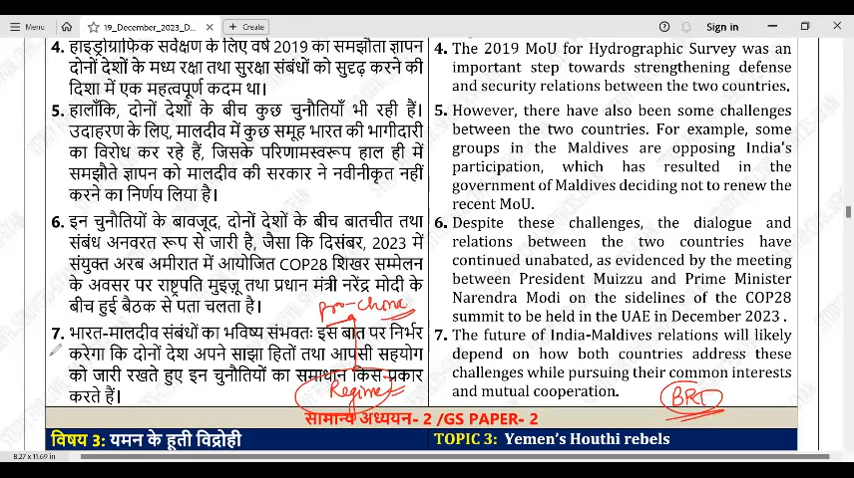 Menu
19_December_2023_D...
+ Create
Sign in
4. हाइड्रोग्राफिक सर्वेक्षण के लिए वर्ष 2019 का समझौता ज्ञापन
दोनों देशों के मध्य रक्षा तथा सुरक्षा संबंधों को सुदृढ़ करने की
दिशा में एक महत्वपूर्ण कदम था।
5. हालाँकि, दोनों देशों के बीच कुछ चुनौतियाँ भी रही हैं।
उदाहरण के लिए, मालदीव में कुछ समूह भारत की भागीदारी
का विरोध कर रहे हैं, जिसके परिणामस्वरूप हाल ही में
समझौते ज्ञापन को मालदीव की सरकार ने नवीनीकृत नहीं
करने का निर्णय लिया है।
6. इन चुनौतियों के बावजूद, दोनों देशों के बीच बातचीत तथा
संबंध अनवरत रूप से जारी है, जैसा कि दिसंबर, 2023 में
संयुक्त अरब अमीरात में आयोजित COP28 शिखर सम्मेलन
के अवसर पर राष्ट्रपति मुइज़ू तथा प्रधान मंत्री नरेंद्र मोदी के
बीच हुई बैठक से पता चलता है।
pro-china
7. भारत-मालदीव संबंधों का भविष्य संभवतः इस बात पर निर्भर
करेगा कि दोनों देश अपने साझा हितों तथा आपसी सहयोग
को जारी रखते हुए इन चुनौतियों का समाधान किस प्रकार
करते हैं।
Regime
4. The 2019 MoU for Hydrographic Survey was an
important step towards strengthening defense
and security relations between the two countries.
5. However, there have also been some challenges
between the two countries. For example, some
groups in the Maldives are opposing India's
participation, which has resulted in the
government of Maldives deciding not to renew the
recent MoU.
6. Despite these challenges, the dialogue and
relations between the two countries have
continued unabated, as evidenced by the meeting
between President Muizzu and Prime Minister
Narendra Modi on the sidelines of the COP28
summit to be held in the UAE in December 2023.
7. The future of India-Maldives relations will likely
depend on how both countries address these
challenges while pursuing their common interests
and mutual cooperation.
BRI
सामान्य अध्ययन- 2 /GS PAPER- 2
विषय 3: यमन के हूती विद्रोही
TOPIC 3: Yemen's Houthi rebels
8.27 x 11.69 in